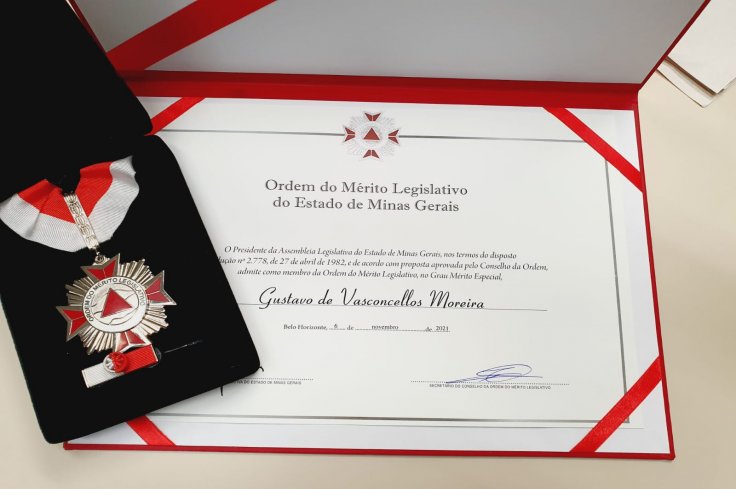 Ordem do Mérito Legislativo
do Estado de Minas Gerais
O Presidente da Assembleia Legislativa do Estado de Minas Gerais, nos termos do disposto
nº 2.778, de 27 de abril de 1982, e de acordo com proposta aprovada pelo Conselho da Ordem,
admite como membro da Ordem do Mérito Legislativo, no Grau Mérito Especial,
Gustavo de Vasconcellos Moreira
Belo Horizonte, 6 de novembro de 2021
DO ESTADO DE MINAS GERAIS
SECRETÁRIO DO CONSELHO DA ORDEM DO MÉRITO LEGISLATIVO
ORDEM DO MÉRITO LEGISLATIVO